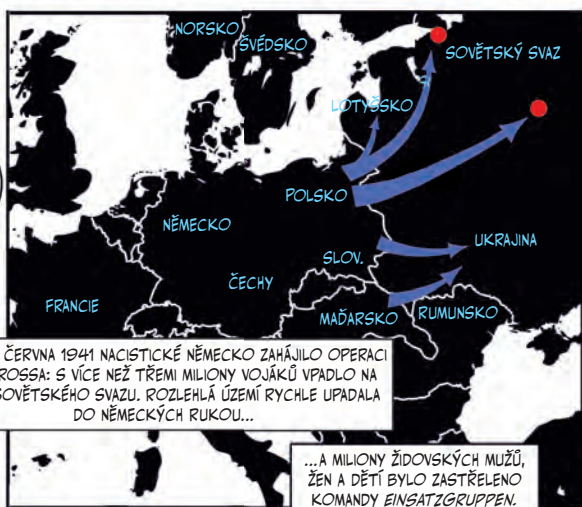 NORSKO
ŠVÉDSKO
SOVĚTSKÝ SVAZ
LOTYŠSKO
POLSKO
NĚMECKO
UKRAJINA
SLOV.
ČECHY
FRANCIE
MAĎARSKO
RUMUNSKO
ČERVNA 1941 NACISTICKÉ NĚMECKO ZAHÁJILO OPERACI
ROSSA: S VÍCE NEŽ TŘEMI MILIONY VOJÁKŮ VPADLO NA
SOVĚTSKÉHO SVAZU. ROZLEHLÁ ÚZEMÍ RYCHLE UPADALA
DO NĚMECKÝCH RUKOU...
...A MILIONY ŽIDOVSKÝCH MUŽŮ,
ŽEN A DĚTÍ BYLO ZASTŘELENO
KOMANDY EINSATZGRUPPEN.